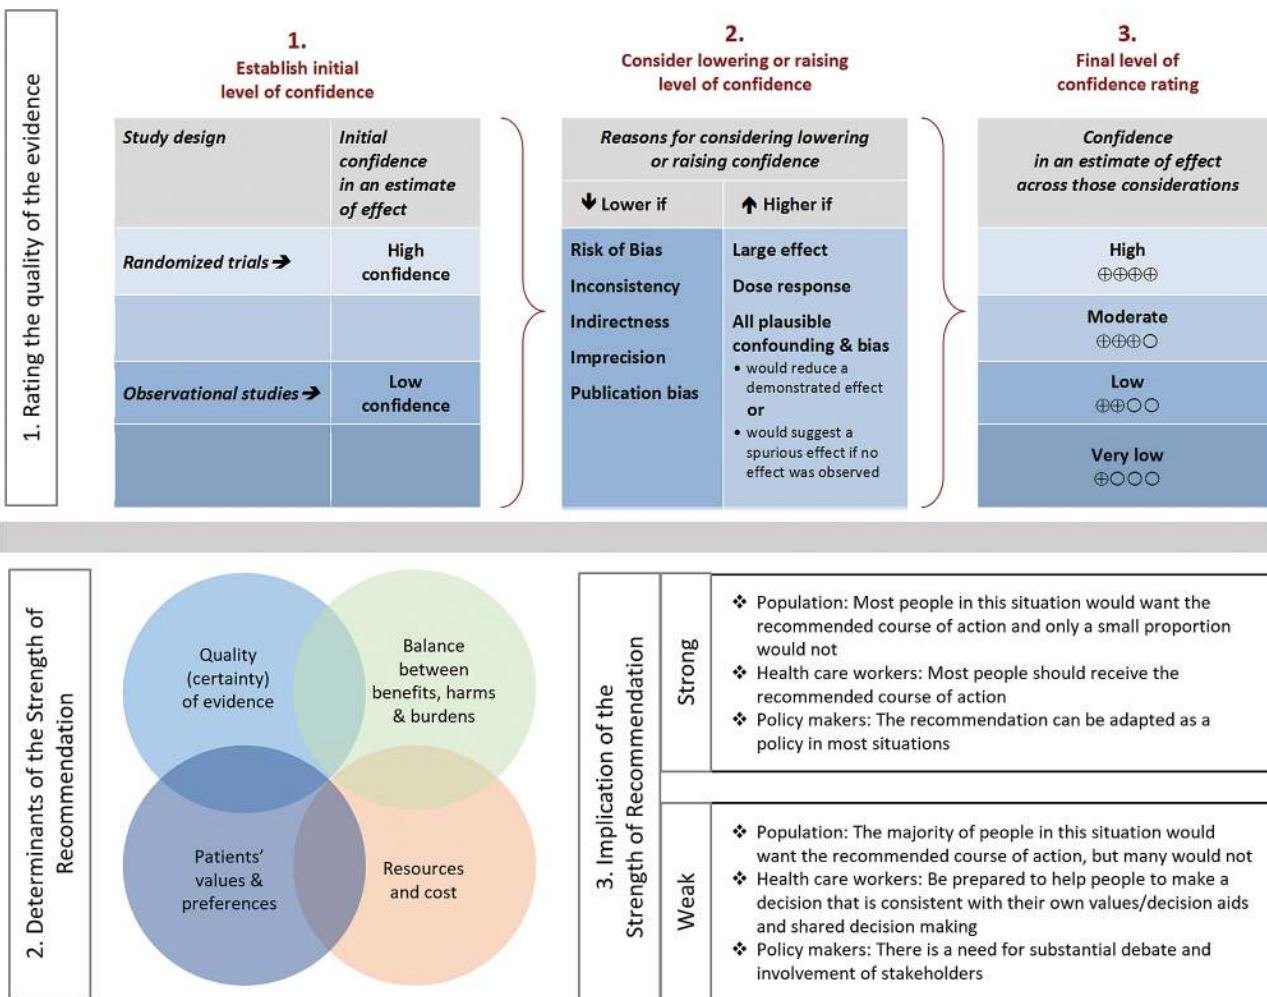 1. Rating the quality of the evidence
1.
Establish initial
level of confidence
Study design
Initial
confidence
in an estimate
of effect
Randomized trials ➔
High
confidence
Observational studies ➔
Low
confidence
2.
Consider lowering or raising
level of confidence
Reasons for considering lowering
or raising confidence
🡇 Lower if
🡅 Higher if
Risk of Bias
Inconsistency
Indirectness
Imprecision
Publication bias
Large effect
Dose response
All plausible
confounding & bias
• would reduce a
demonstrated effect
or
• would suggest a
spurious effect if no
effect was observed
3.
Final level of
confidence rating
Confidence
in an estimate of effect
across those considerations
High
⊕⊕⊕⊕
Moderate
⊕⊕⊕○
Low
⊕⊕○○
Very low
⊕○○○
2. Determinants of the Strength of
Recommendation
Quality
(certainty)
of evidence
Balance
between
benefits, harms
& burdens
Patients’
values &
preferences
Resources
and cost
3. Implication of the
Strength of Recommendation
Strong
❖ Population: Most people in this situation would want the
recommended course of action and only a small proportion
would not
❖ Health care workers: Most people should receive the
recommended course of action
❖ Policy makers: The recommendation can be adapted as a
policy in most situations
Weak
❖ Population: The majority of people in this situation would
want the recommended course of action, but many would not
❖ Health care workers: Be prepared to help people to make a
decision that is consistent with their own values/decision aids
and shared decision making
❖ Policy makers: There is a need for substantial debate and
involvement of stakeholders